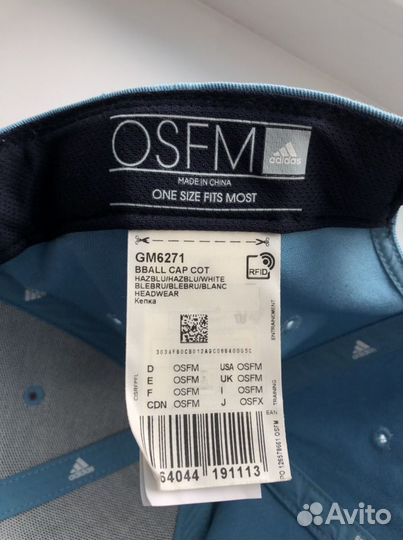 OSFM
adidas
MADE IN CHINA
ONE SIZE FITS MOST
GM6271
BBALL CAP COT
HAZBLU/HAZBLU/WHITE
BLEBRU/BLEBRU/BLANC
HEADWEAR
Кепка
RFID
ENTRAINEMENT
TRAINING
D OSFM USA OSFM
E OSFM UK OSFM
F OSFM I OSFM
CDN OSFM J OSFX
EAN
OSFM
64044 191113
Avito